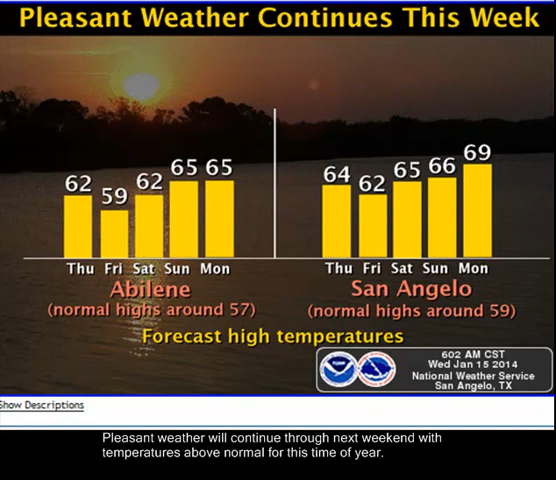 Pleasant Weather Continues This Week
62 59 62 65 65
64 62 65 66 69
Thu Fri Sat Sun Mon
Thu Fri Sat Sun Mon
Abilene
(normal highs around 57)
San Angelo
(normal highs around 59)
Forecast high temperatures
602 AM CST
Wed Jan 15 2014
National Weather Service
San Angelo, TX
Show Descriptions
Pleasant weather will continue through next weekend with
temperatures above normal for this time of year.